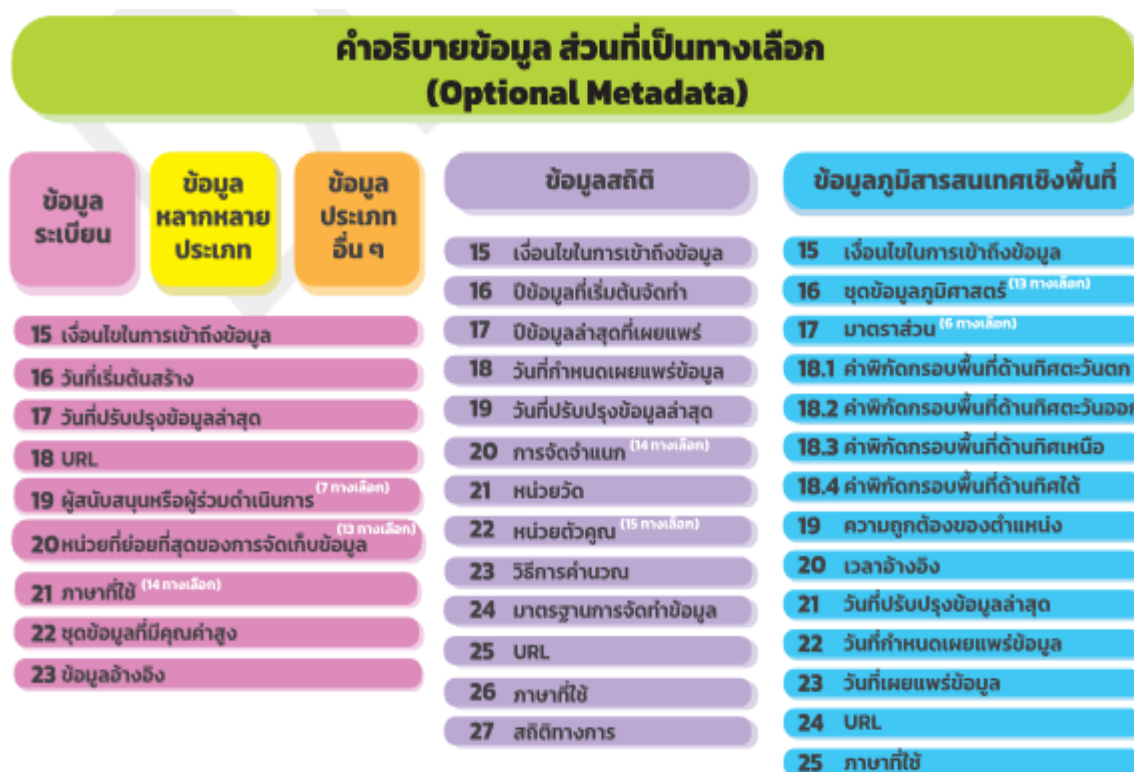 คำอธิบายข้อมูล ส่วนที่เป็นทางเลือก
(Optional Metadata)
ข้อมูล
ระเบียน
ข้อมูล
หลากหลาย
ประเภท
ข้อมูล
ประเภท
อื่น ๆ
15 เงื่อนไขในการเข้าถึงข้อมูล
16 วันที่เริ่มต้นสร้าง
17 วันที่ปรับปรุงข้อมูลล่าสุด
18 URL
19 ผู้สนับสนุนหรือผู้ร่วมดำเนินการ (7 ทางเลือก)
20 หน่วยที่ย่อยที่สุดของการจัดเก็บข้อมูล (13 ทางเลือก)
21 ภาษาที่ใช้ (14 ทางเลือก)
22 ชุดข้อมูลที่มีคุณค่าสูง
23 ข้อมูลอ้างอิง
ข้อมูลสถิติ
15 เงื่อนไขในการเข้าถึงข้อมูล
16 ปีข้อมูลที่เริ่มต้นจัดทำ
17 ปีข้อมูลล่าสุดที่เผยแพร่
18 วันที่กำหนดเผยแพร่ข้อมูล
19 วันที่ปรับปรุงข้อมูลล่าสุด
20 การจัดจำแนก (14 ทางเลือก)
21 หน่วยวัด
22 หน่วยตัวคูณ (15 ทางเลือก)
23 วิธีการคำนวณ
24 มาตรฐานการจัดทำข้อมูล
25 URL
26 ภาษาที่ใช้
27 สถิติทางการ
ข้อมูลภูมิสารสนเทศเชิงพื้นที่
15 เงื่อนไขในการเข้าถึงข้อมูล
16 ชุดข้อมูลภูมิศาสตร์ (13 ทางเลือก)
17 มาตราส่วน (6 ทางเลือก)
18.1 ค่าพิกัดกรอบพื้นที่ด้านทิศตะวันตก
18.2 ค่าพิกัดกรอบพื้นที่ด้านทิศตะวันออก
18.3 ค่าพิกัดกรอบพื้นที่ด้านทิศเหนือ
18.4 ค่าพิกัดกรอบพื้นที่ด้านทิศใต้
19 ความถูกต้องของตำแหน่ง
20 เวลาอ้างอิง
21 วันที่ปรับปรุงข้อมูลล่าสุด
22 วันที่กำหนดเผยแพร่ข้อมูล
23 วันที่เผยแพร่ข้อมูล
24 URL
25 ภาษาที่ใช้